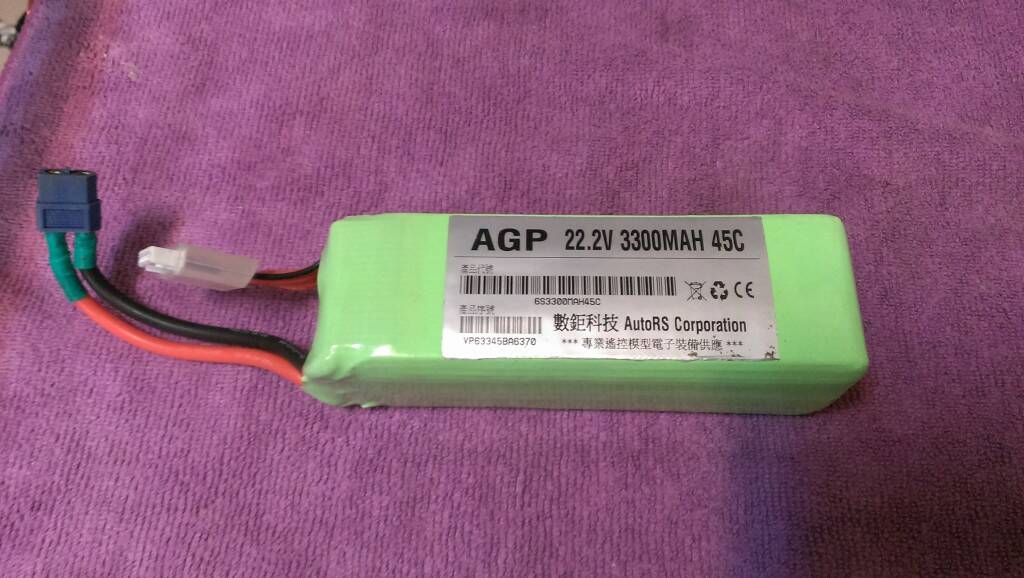 AGP 22.2V 3300MAH 45C
產品代號
6S3300MAH45C
產品序號
VP63345BA6370
數鉅科技 AutoRS Corporation
*** 專業遙控模型電子裝備供應 ***
CE